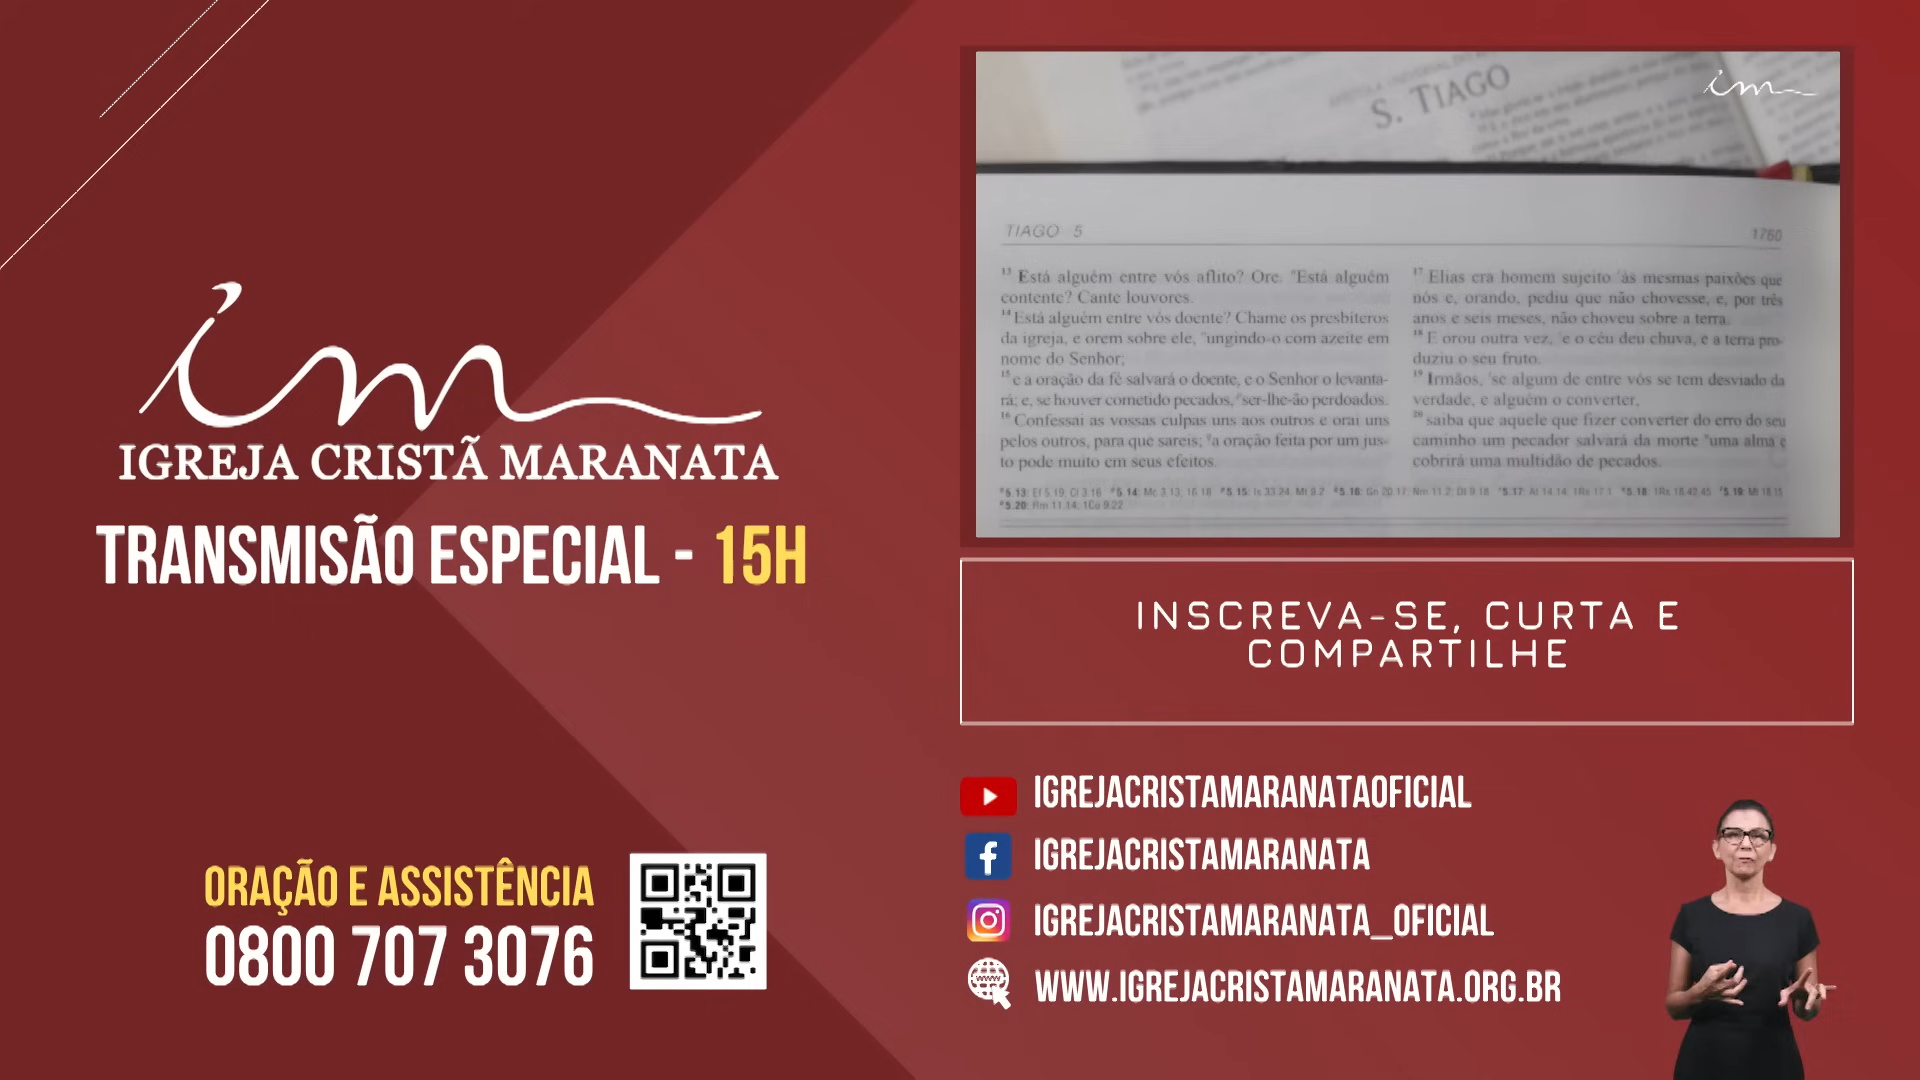 im
IGREJA CRISTÃ MARANATA
TRANSMISÃO ESPECIAL - 15H
ORAÇÃO E ASSISTÊNCIA
0800 707 3076
S. TIAGO
im
TIAGO 5
1760
13 Está alguém entre vós aflito? Ore. Está alguém
contente? Cante louvores.
14 Está alguém entre vós doente? Chame os presbíteros
da igreja, e orem sobre ele, ungindo-o com azeite em
nome do Senhor;
15 e a oração da fé salvará o doente, e o Senhor o levanta-
rá; e, se houver cometido pecados, ser-lhe-ão perdoados.
16 Confessai as vossas culpas uns aos outros e orai uns
pelos outros, para que sareis; a oração feita por um jus-
to pode muito em seus efeitos.
17 Elias era homem sujeito às mesmas paixões que
nós e, orando, pediu que não chovesse, e, por três
anos e seis meses, não choveu sobre a terra.
18 E orou outra vez, e o céu deu chuva, e a terra pro-
duziu o seu fruto.
19 Irmãos, se algum de entre vós se tem desviado da
verdade, e alguém o converter,
20 saiba que aquele que fizer converter do erro do seu
caminho um pecador salvará da morte uma alma e
cobrirá uma multidão de pecados.
INSCREVA-SE, CURTA E
COMPARTILHE
IGREJACRISTAMARANATAOFICIAL
IGREJACRISTAMARANATA
IGREJACRISTAMARANATA_OFICIAL
WWW.IGREJACRISTAMARANATA.ORG.BR